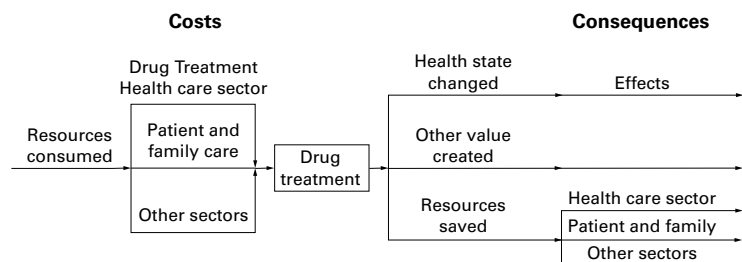 Costs
Consequences
Drug Treatment
Health care sector
Resources
consumed
Patient and
family care
Other sectors
Drug
treatment
Health state
changed
Effects
Other value
created
Resources
saved
Health care sector
Patient and family
Other sectors